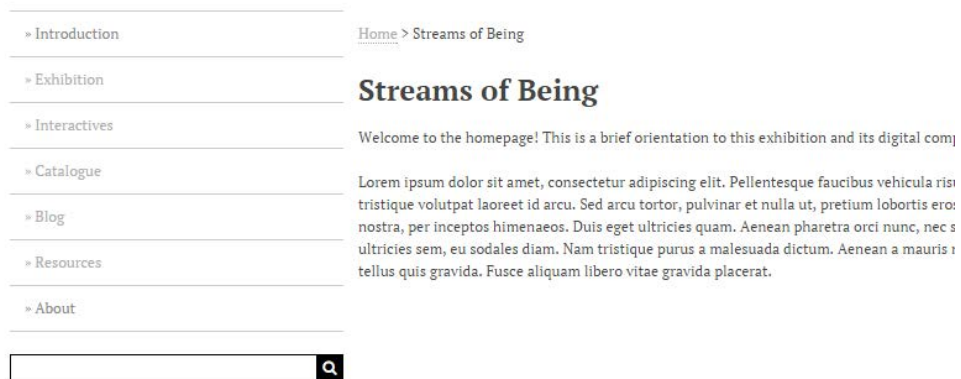 » Introduction
» Exhibition
» Interactives
» Catalogue
» Blog
» Resources
» About
Home > Streams of Being
Streams of Being
Welcome to the homepage! This is a brief orientation to this exhibition and its digital
Lorem ipsum dolor sit amet, consectetur adipiscing elit. Pellentesque faucibus vehicula
tristique volutpat laoreet id arcu. Sed arcu tortor, pulvinar et nulla ut, pretium lobortis
nostra, per inceptos himenaeos. Duis eget ultricies quam. Aenean pharetra orci nunc, nec
ultricies sem, eu sodales diam. Nam tristique purus a malesuada dictum. Aenean a mauris
tellus quis gravida. Fusce aliquam libero vitae gravida placerat.